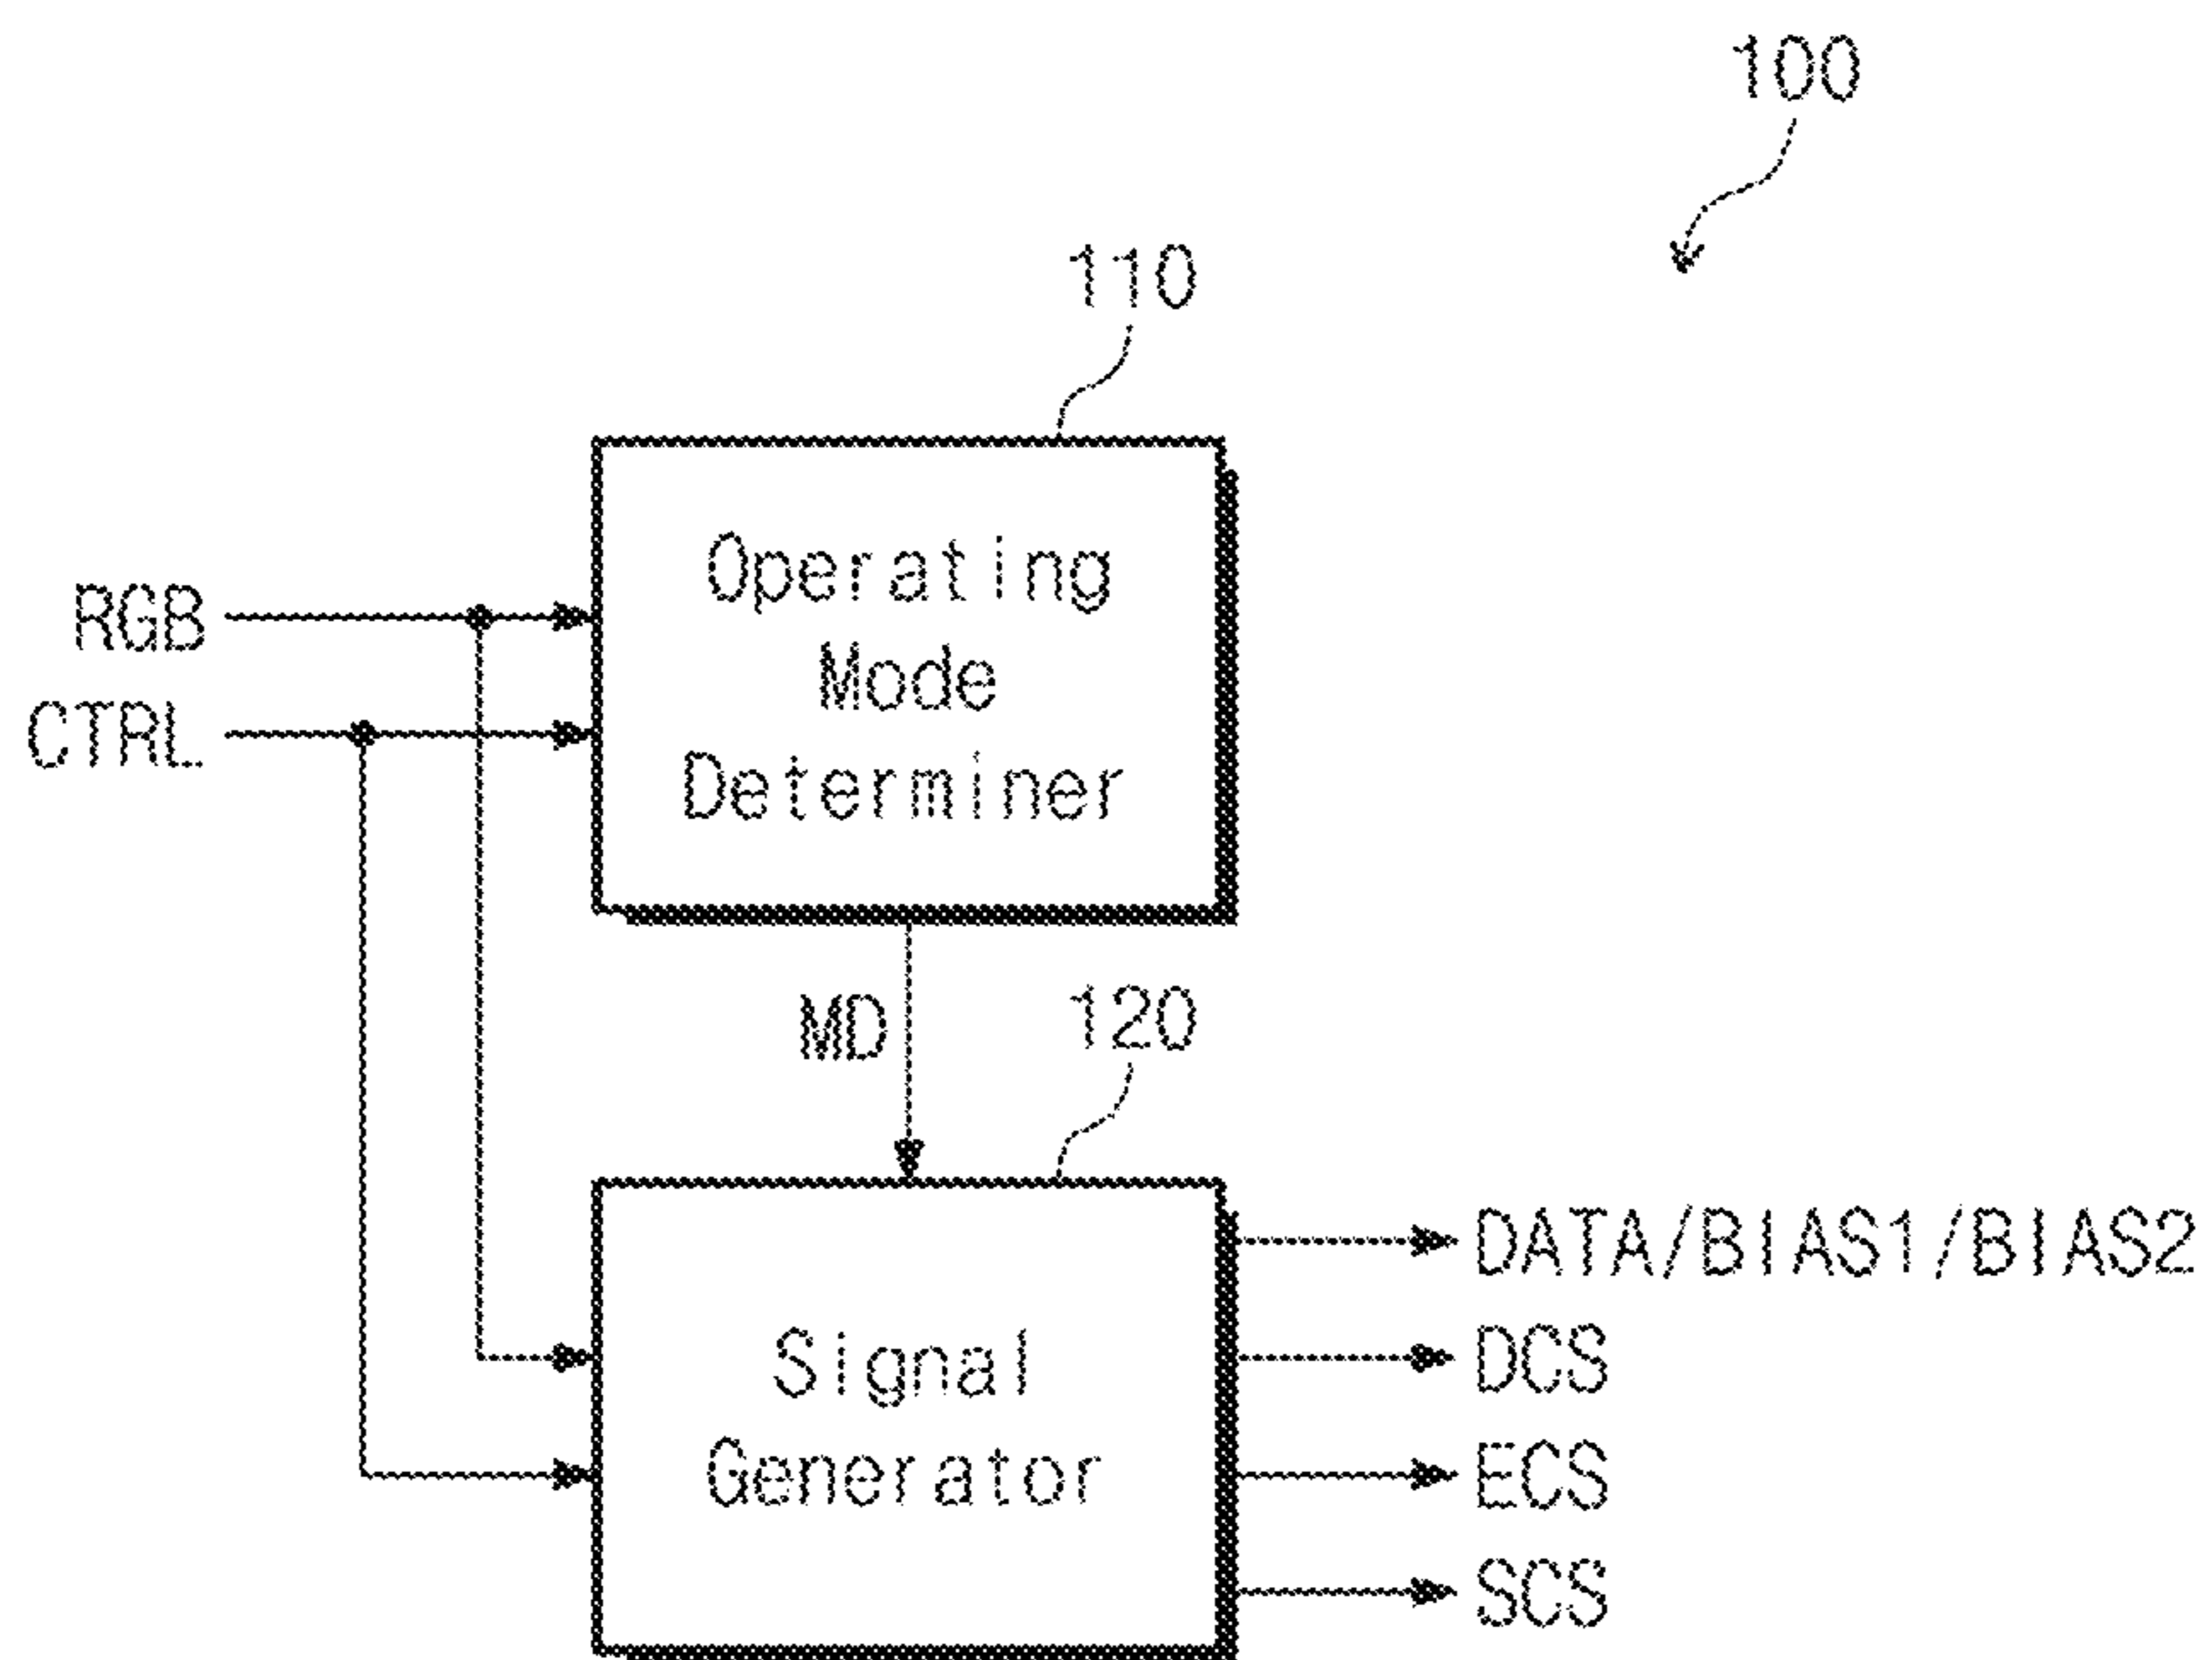 100
110
Operating
Mode
Determiner
RGB
CTRL
MD
120
Signal
Generator
DATA/BIAS1/BIAS2
DCS
ECS
SCS